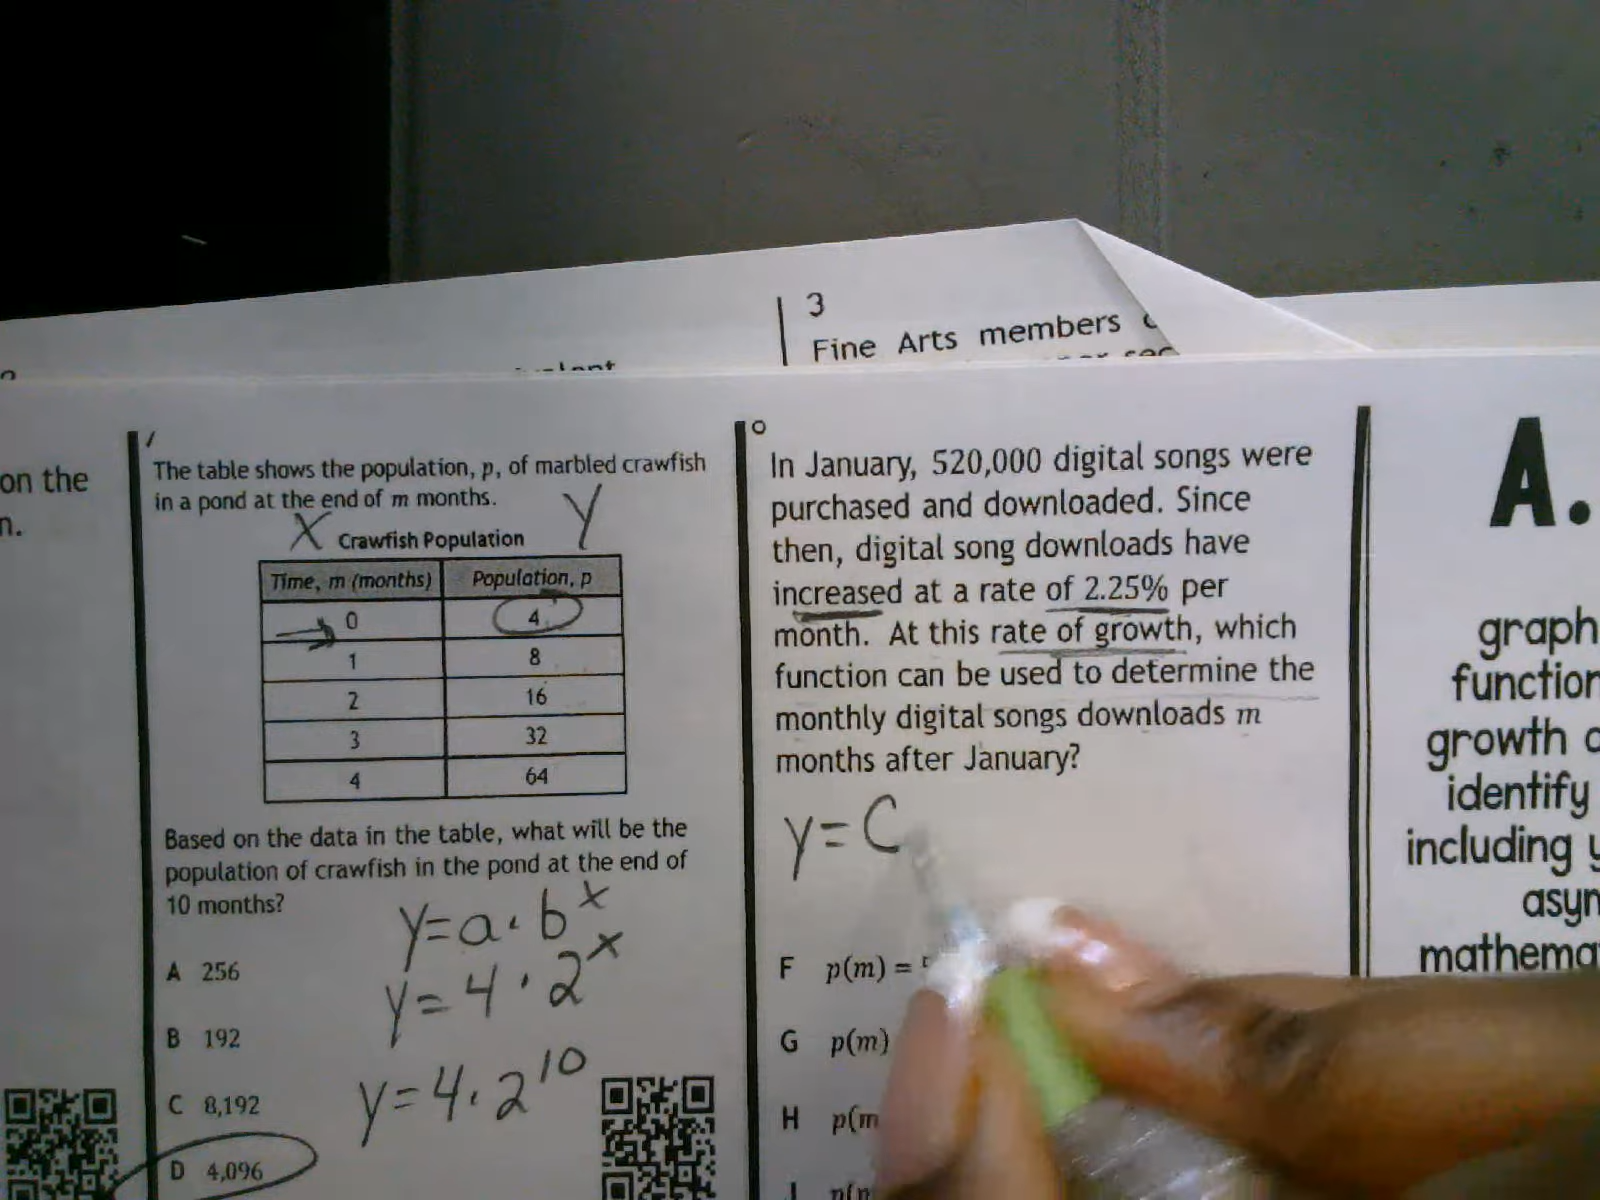 3
Fine Arts members
on the
n.
The table shows the population, p, of marbled crawfish
in a pond at the end of m months.
X Y
Crawfish Population
Time, m (months) Population, p
0 4
1 8
2 16
3 32
4 64
Based on the data in the table, what will be the
population of crawfish in the pond at the end of
10 months?
y=a·b^x
y=4·2^x
y=4·2^10
A 256
B 192
C 8,192
D 4,096
In January, 520,000 digital songs were
purchased and downloaded. Since
then, digital song downloads have
increased at a rate of 2.25% per
month. At this rate of growth, which
function can be used to determine the
monthly digital songs downloads m
months after January?
y=C
F p(m) =
G p(m)
H p(m
A.
graph
function
growth
identify
including
asym
mathema